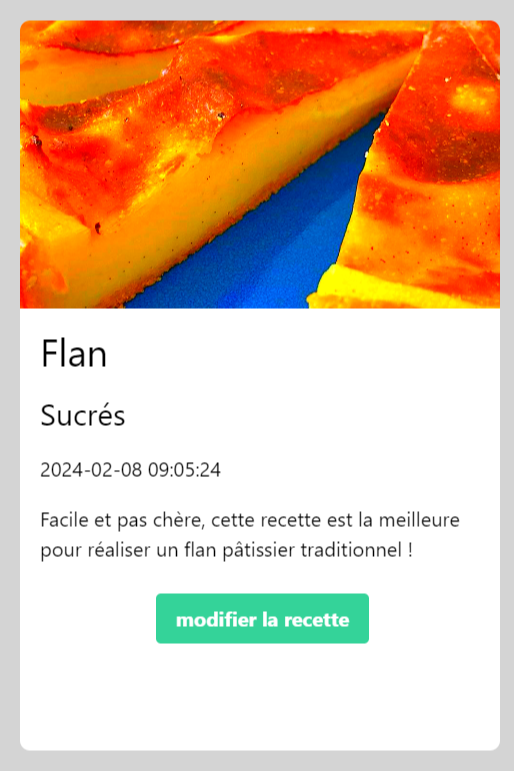 Flan
Sucrés
2024-02-08 09:05:24
Facile et pas chère, cette recette est la meilleure
pour réaliser un flan pâtissier traditionnel !
modifier la recette